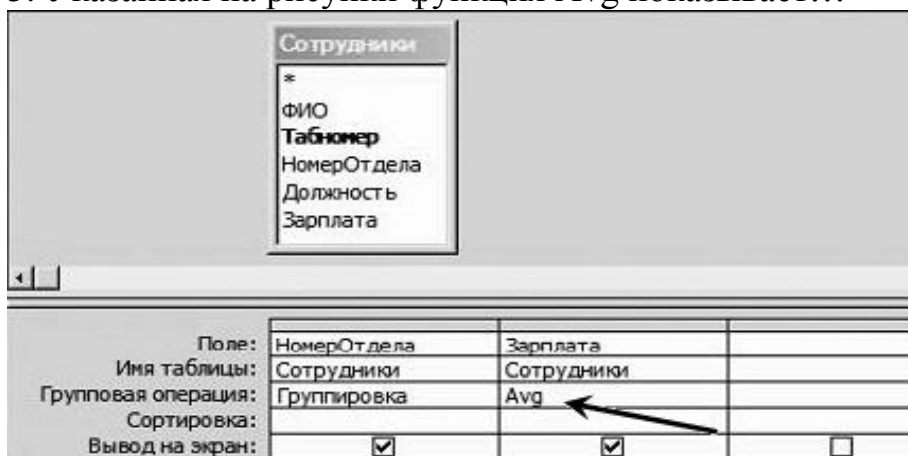 Сотрудники
*
ФИО
Табномер
НомерОтдела
Должность
Зарплата
Поле: НомерОтдела Зарплата
Имя таблицы: Сотрудники Сотрудники
Групповая операция: Группировка Avg
Сортировка:
Вывод на экран: